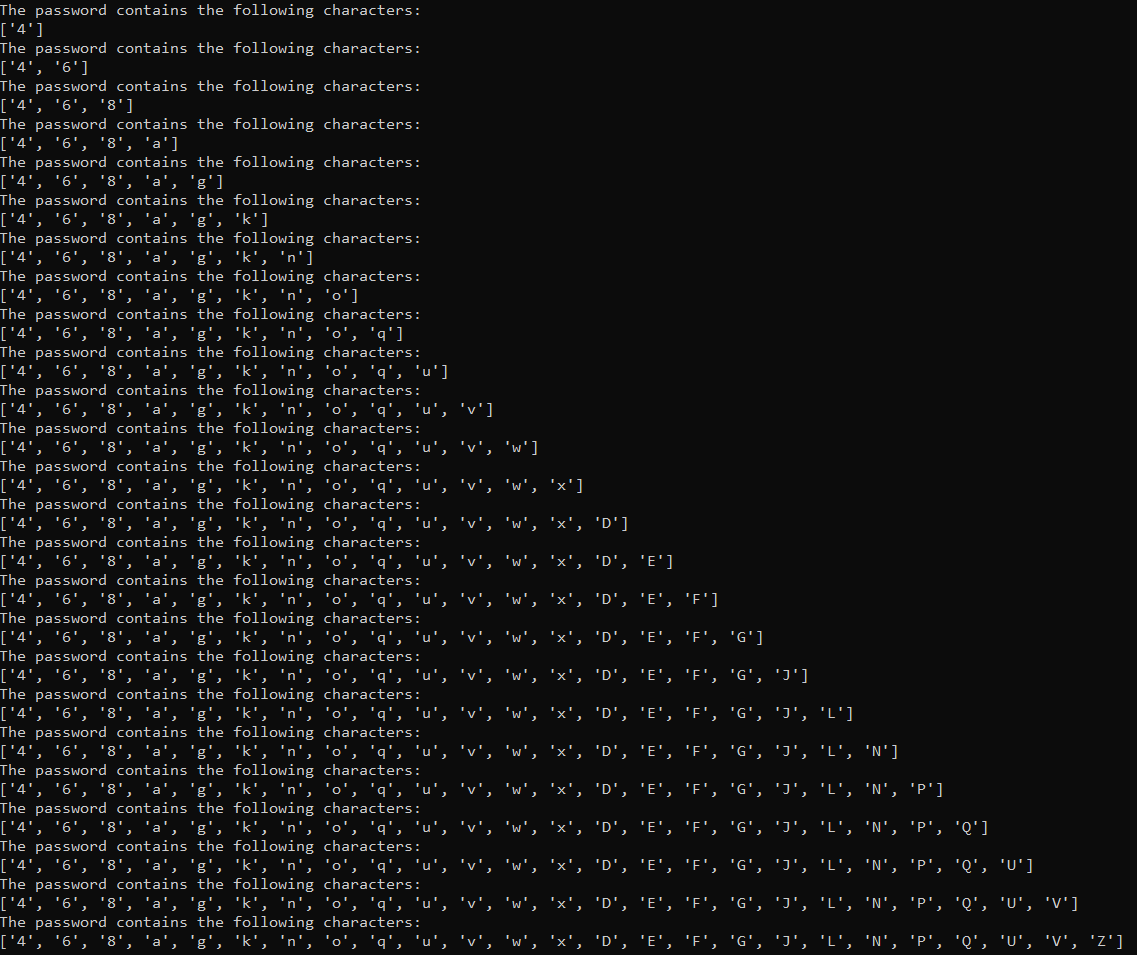 The password contains the following characters:
['4']
The password contains the following characters:
['4', '6']
The password contains the following characters:
['4', '6', '8']
The password contains the following characters:
['4', '6', '8', 'a']
The password contains the following characters:
['4', '6', '8', 'a', 'g']
The password contains the following characters:
['4', '6', '8', 'a', 'g', 'k']
The password contains the following characters:
['4', '6', '8', 'a', 'g', 'k', 'n']
The password contains the following characters:
['4', '6', '8', 'a', 'g', 'k', 'n', 'o']
The password contains the following characters:
['4', '6', '8', 'a', 'g', 'k', 'n', 'o', 'q']
The password contains the following characters:
['4', '6', '8', 'a', 'g', 'k', 'n', 'o', 'q', 'u']
The password contains the following characters:
['4', '6', '8', 'a', 'g', 'k', 'n', 'o', 'q', 'u', 'v']
The password contains the following characters:
['4', '6', '8', 'a', 'g', 'k', 'n', 'o', 'q', 'u', 'v', 'w']
The password contains the following characters:
['4', '6', '8', 'a', 'g', 'k', 'n', 'o', 'q', 'u', 'v', 'w', 'x']
The password contains the following characters:
['4', '6', '8', 'a', 'g', 'k', 'n', 'o', 'q', 'u', 'v', 'w', 'x', 'D']
The password contains the following characters:
['4', '6', '8', 'a', 'g', 'k', 'n', 'o', 'q', 'u', 'v', 'w', 'x', 'D', 'E']
The password contains the following characters:
['4', '6', '8', 'a', 'g', 'k', 'n', 'o', 'q', 'u', 'v', 'w', 'x', 'D', 'E', 'F']
The password contains the following characters:
['4', '6', '8', 'a', 'g', 'k', 'n', 'o', 'q', 'u', 'v', 'w', 'x', 'D', 'E', 'F', 'G']
The password contains the following characters:
['4', '6', '8', 'a', 'g', 'k', 'n', 'o', 'q', 'u', 'v', 'w', 'x', 'D', 'E', 'F', 'G', 'J']
The password contains the following characters:
['4', '6', '8', 'a', 'g', 'k', 'n', 'o', 'q', 'u', 'v', 'w', 'x', 'D', 'E', 'F', 'G', 'J', 'L']
The password contains the following characters:
['4', '6', '8', 'a', 'g', 'k', 'n', 'o', 'q', 'u', 'v', 'w', 'x', 'D', 'E', 'F', 'G', 'J', 'L', 'N']
The password contains the following characters:
['4', '6', '8', 'a', 'g', 'k', 'n', 'o', 'q', 'u', 'v', 'w', 'x', 'D', 'E', 'F', 'G', 'J', 'L', 'N', 'P']
The password contains the following characters:
['4', '6', '8', 'a', 'g', 'k', 'n', 'o', 'q', 'u', 'v', 'w', 'x', 'D', 'E', 'F', 'G', 'J', 'L', 'N', 'P', 'Q']
The password contains the following characters:
['4', '6', '8', 'a', 'g', 'k', 'n', 'o', 'q', 'u', 'v', 'w', 'x', 'D', 'E', 'F', 'G', 'J', 'L', 'N', 'P', 'Q', 'U']
The password contains the following characters:
['4', '6', '8', 'a', 'g', 'k', 'n', 'o', 'q', 'u', 'v', 'w', 'x', 'D', 'E', 'F', 'G', 'J', 'L', 'N', 'P', 'Q', 'U', 'V']
The password contains the following characters:
['4', '6', '8', 'a', 'g', 'k', 'n', 'o', 'q', 'u', 'v', 'w', 'x', 'D', 'E', 'F', 'G', 'J', 'L', 'N', 'P', 'Q', 'U', 'V', 'Z']